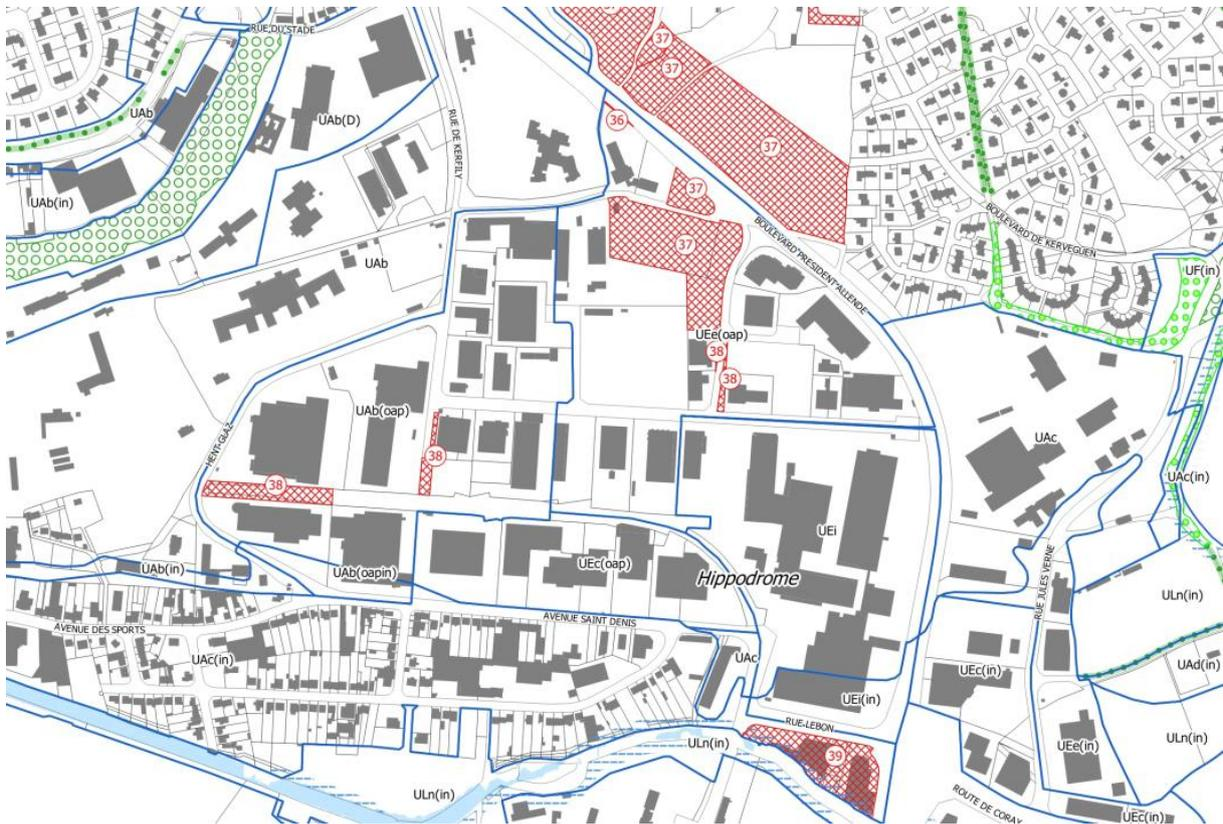 37
RUE DU STADE
37
37
UAb
36
UAb(D)
RUE DE KERFILY
37
UAb(in)
37
BOULEVARD DE KERVEGUEN
37
BOULEVARD PRESIDENT ALLENDE
UAb
UF(in)
UEe(oap)
38
38
UAb(oap)
UAc
HENT GLAZ
38
38
UAc(in)
UEi
UAb(in)
UAb(oapin)
UEc(oap)
Hippodrome
RUE JULES VERNE
ULn(in)
AVENUE DES SPORTS
AVENUE SAINT DENIS
UAc(in)
UAc
UEc(in)
UAd(in)
UEi(in)
RUE LEBON
ULn(in)
UEe(in)
ULn(in)
39
ULn(in)
ROUTE DE CORAY
UEc(in)